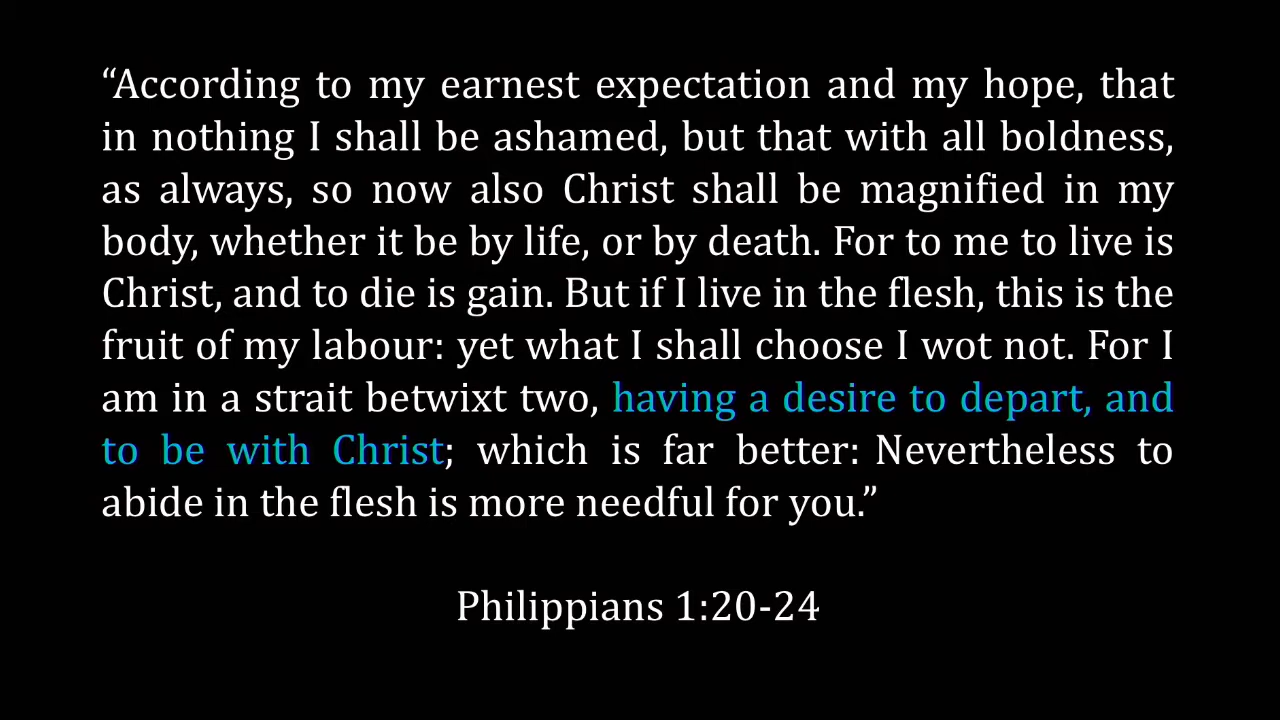 “According to my earnest expectation and my hope, that
in nothing I shall be ashamed, but that with all boldness,
as always, so now also Christ shall be magnified in my
body, whether it be by life, or by death. For to me to live is
Christ, and to die is gain. But if I live in the flesh, this is the
fruit of my labour: yet what I shall choose I wot not. For I
am in a strait betwixt two, having a desire to depart, and
to be with Christ; which is far better: Nevertheless to
abide in the flesh is more needful for you.”
Philippians 1:20-24